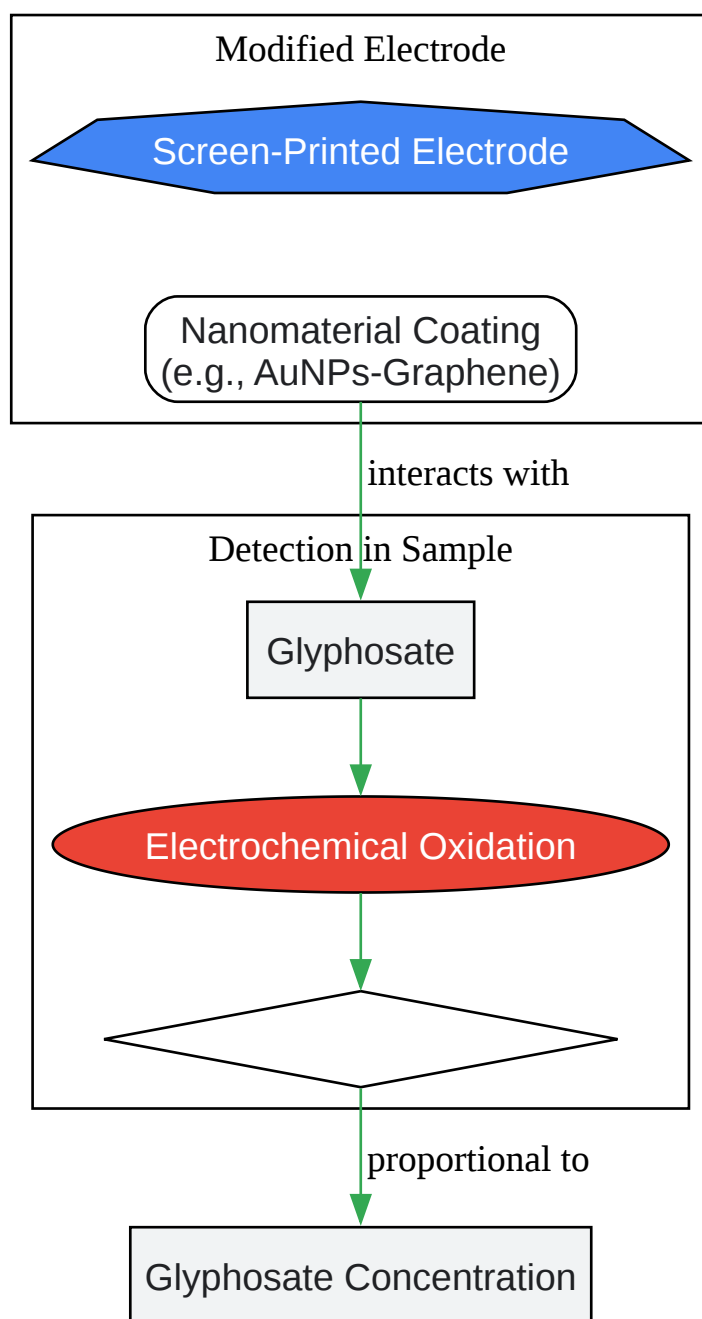 Modified Electrode
Screen-Printed Electrode
Nanomaterial Coating
(e.g., AuNPs-Graphene)
interacts with
Detection in Sample
Glyphosate
Electrochemical Oxidation
proportional to
Glyphosate Concentration